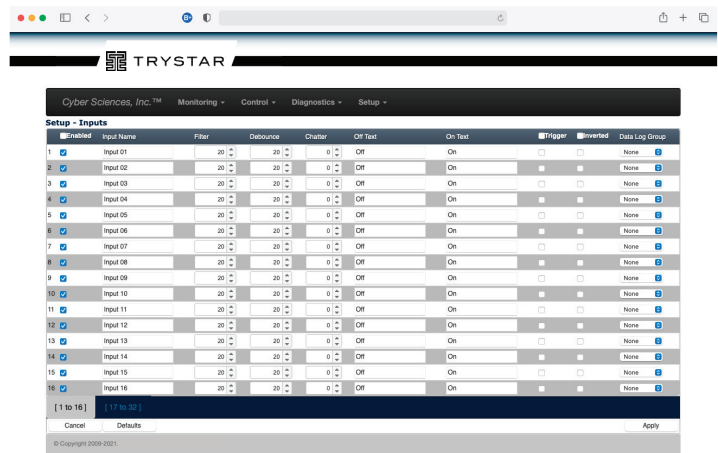 B+
TRYSTAR
Cyber Sciences, Inc.™ Monitoring Control Diagnostics Setup
Setup - Inputs
Enabled Input Name Filter Debounce Chatter Off Text On Text Trigger Inverted Data Log Group
1 Input 01 20 20 0 Off On None
2 Input 02 20 20 0 Off On None
3 Input 03 20 20 0 Off On None
4 Input 04 20 20 0 Off On None
5 Input 05 20 20 0 Off On None
6 Input 06 20 20 0 Off On None
7 Input 07 20 20 0 Off On None
8 Input 08 20 20 0 Off On None
9 Input 09 20 20 0 Off On None
10 Input 10 20 20 0 Off On None
11 Input 11 20 20 0 Off On None
12 Input 12 20 20 0 Off On None
13 Input 13 20 20 0 Off On None
14 Input 14 20 20 0 Off On None
15 Input 15 20 20 0 Off On None
16 Input 16 20 20 0 Off On None
[ 1 to 16 ] [ 17 to 32 ]
Cancel Defaults Apply
© Copyright 2009-2021.